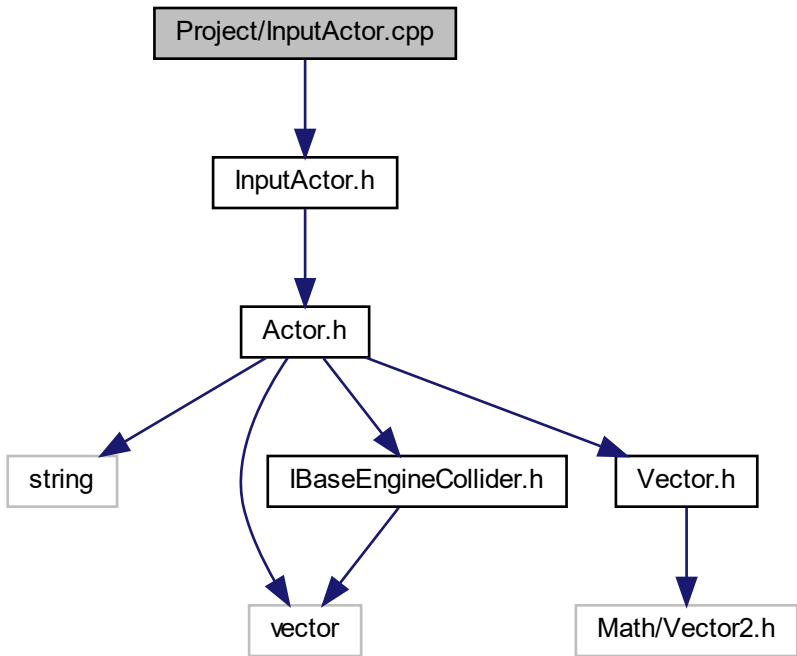 Project/InputActor.cpp
InputActor.h
Actor.h
string
IBaseEngineCollider.h
Vector.h
vector
Math/Vector2.h